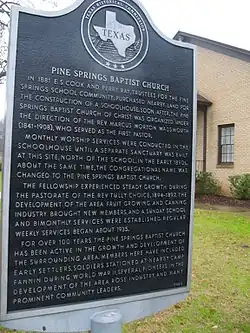 TEXAS
PINE SPRINGS BAPTIST CHURCH
IN 1881 E. S. COOK AND PERRY RAY, TRUSTEES FOR THE PINE
SPRINGS SCHOOL COMMUNITY, PURCHASED NEARBY LAND FOR
THE CONSTRUCTION OF A SCHOOLHOUSE. SOON AFTER, THE PINE
SPRINGS BAPTIST CHURCH OF CHRIST WAS ORGANIZED UNDER
THE DIRECTION OF THE REV. MARCUS MORTON WADSWORTH
(1841-1908), WHO SERVED AS THE FIRST PASTOR.
MONTHLY WORSHIP SERVICES WERE CONDUCTED IN THE
SCHOOLHOUSE UNTIL A SEPARATE SANCTUARY WAS BUILT
AT THIS SITE, NORTH OF THE SCHOOL, IN THE EARLY 1890s.
ABOUT THE SAME TIME, THE CONGREGATIONAL NAME WAS
CHANGED TO THE PINE SPRINGS BAPTIST CHURCH.
THE FELLOWSHIP EXPERIENCED STEADY GROWTH DURING
THE PASTORATE OF THE REV. TULLY CHOICE, 1894-1897. THE
DEVELOPMENT OF THE AREA FRUIT GROWING AND CANNING
INDUSTRY BROUGHT NEW MEMBERS, AND A SUNDAY SCHOOL
AND BIMONTHLY SERVICES WERE ESTABLISHED. REGULAR
WEEKLY SERVICES BEGAN ABOUT 1935.
FOR OVER 100 YEARS THE PINE SPRINGS BAPTIST CHURCH
HAS BEEN ACTIVE IN THE GROWTH AND DEVELOPMENT OF
THE SURROUNDING AREA. MEMBERS HERE HAVE INCLUDED
EARLY SETTLERS, SOLDIERS STATIONED AT NEARBY CAMP
FANNIN DURING WORLD WAR II, SEVERAL PIONEERS IN THE
DEVELOPMENT OF THE AREA ROSE INDUSTRY, AND MANY
PROMINENT COMMUNITY LEADERS.